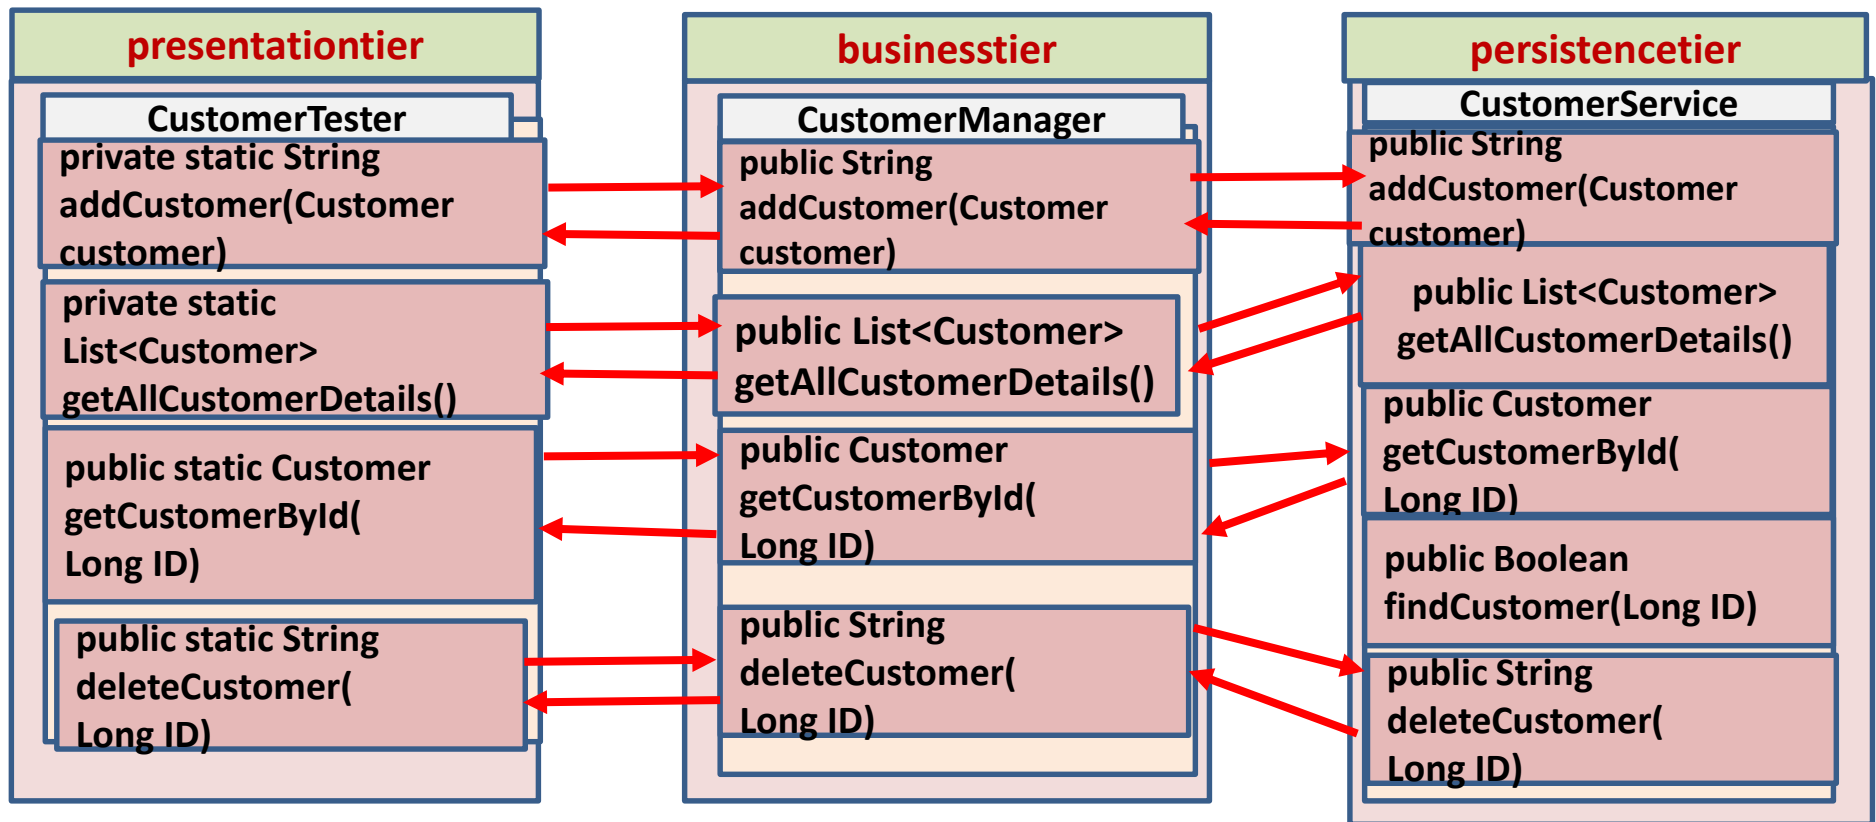 presentationtier
CustomerTester
private static String
addCustomer(Customer
customer)
private static
List<Customer>
getAllCustomerDetails()
public static Customer
getCustomerById(
Long ID)
public static String
deleteCustomer(
Long ID)
businesstier
CustomerManager
public String
addCustomer(Customer
customer)
public List<Customer>
getAllCustomerDetails()
public Customer
getCustomerById(
Long ID)
public String
deleteCustomer(
Long ID)
persistencetier
CustomerService
public String
addCustomer(Customer
customer)
public List<Customer>
getAllCustomerDetails()
public Customer
getCustomerById(
Long ID)
public Boolean
findCustomer(Long ID)
public String
deleteCustomer(
Long ID)